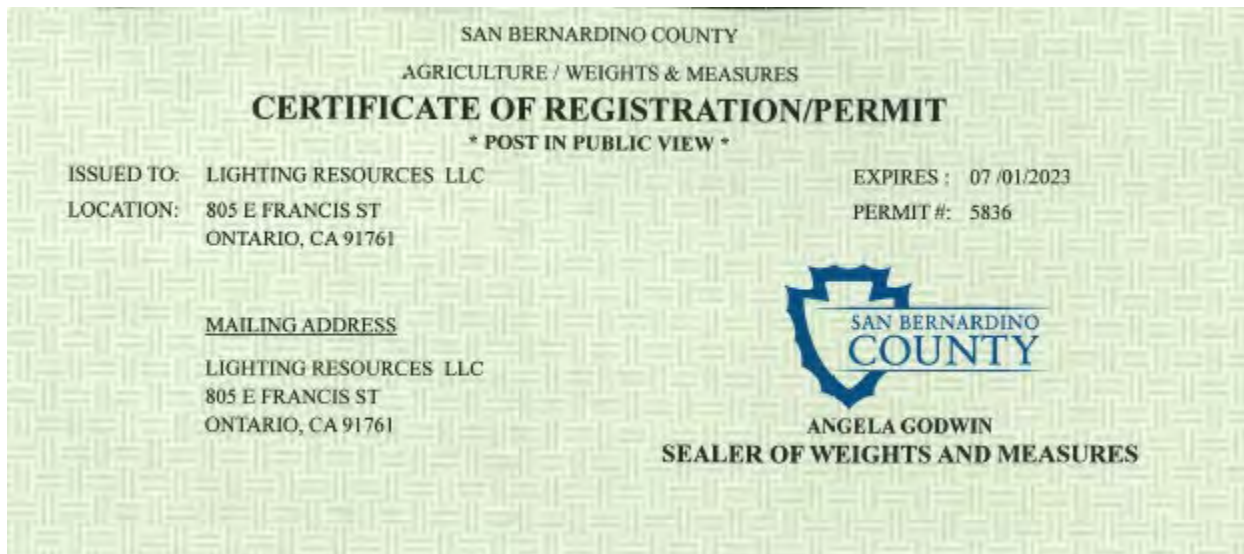 SAN BERNARDINO COUNTY
AGRICULTURE / WEIGHTS & MEASURES
CERTIFICATE OF REGISTRATION/PERMIT
* POST IN PUBLIC VIEW *
ISSUED TO: LIGHTING RESOURCES LLC
EXPIRES : 07 /01/2023
LOCATION: 805 E FRANCIS ST
ONTARIO, CA 91761
PERMIT #: 5836
MAILING ADDRESS
LIGHTING RESOURCES LLC
805 E FRANCIS ST
ONTARIO, CA 91761
SAN BERNARDINO
COUNTY
ANGELA GODWIN
SEALER OF WEIGHTS AND MEASURES